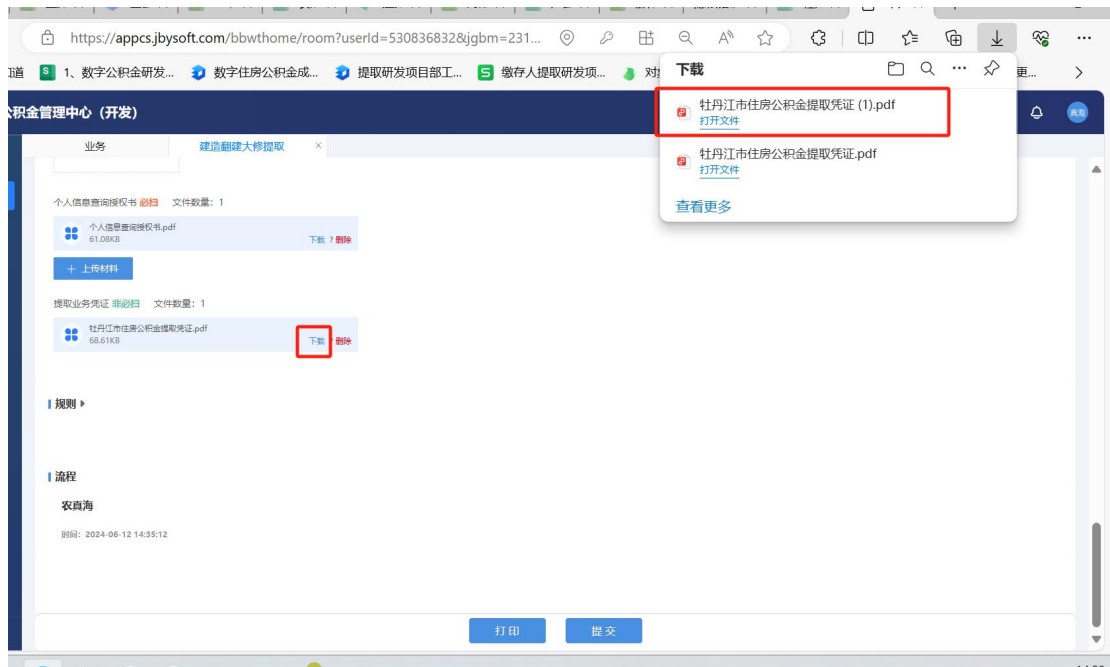 https://appcs.jbysoft.com/bbwthome/room?userId=530836832&jgbm=231...
1、数字公积金研发...
数字住房公积金成...
提取研发项目部工...
缴存人提取研发项...
下载
更...
牡丹江市住房公积金提取凭证 (1).pdf
打开文件
牡丹江市住房公积金提取凭证.pdf
打开文件
查看更多
积金管理中心（开发）
真海
业务
建造翻建大修提取 ×
个人信息查询授权书 必扫 文件数量：1
个人信息查询授权书.pdf
61.08KB
下载 ? 删除
+ 上传材料
提取业务凭证 非必扫 文件数量：1
牡丹江市住房公积金提取凭证.pdf
68.61KB
下载 ? 删除
规则
流程
农真海
时间：2024-06-12 14:35:12
打印
提交